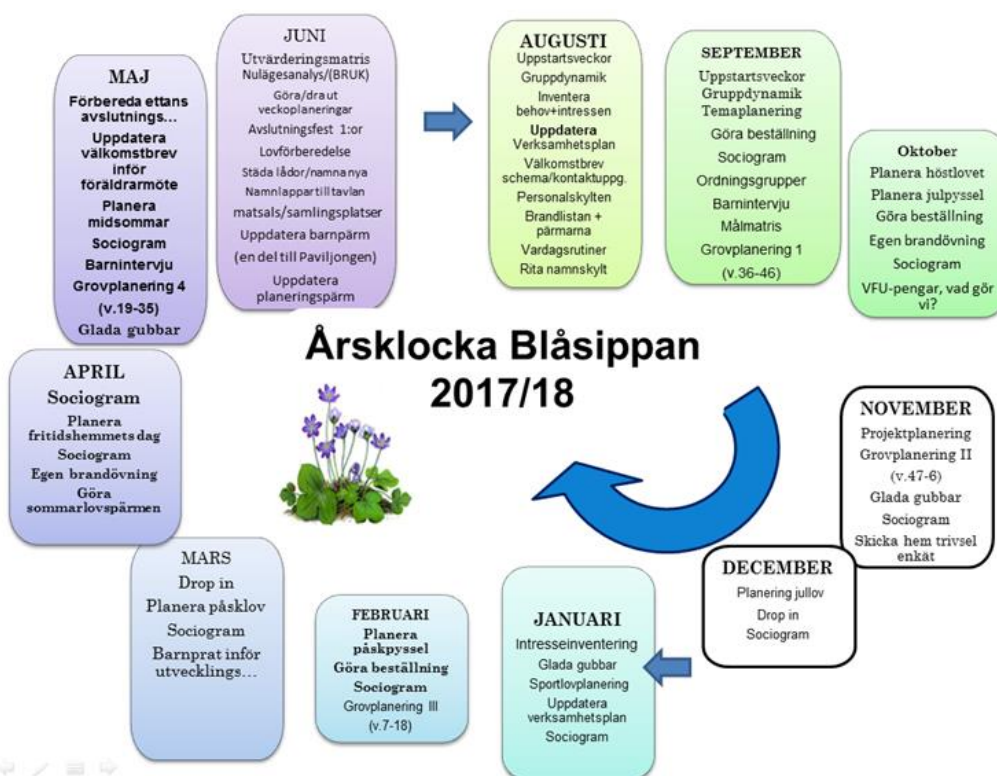 Årsklocka Blåsippan
2017/18
AUGUSTI
Uppstartsveckor
Gruppdynamik
Inventera
behov+intressen
Uppdatera
Verksamhetsplan
Välkomstbrev
schema/kontaktuppg.
Personalskylten
Brandlistan +
pärmarna
Vardagsrutiner
Rita namnskylt
SEPTEMBER
Uppstartsveckor
Gruppdynamik
Temaplanering
Göra beställning
Sociogram
Ordningsgrupper
Barnintervju
Målmatris
Grovplanering 1
(v.36-46)
Oktober
Planera höstlovet
Planera julpyssel
Göra beställning
Egen brandövning
Sociogram
VFU-pengar, vad gör
vi?
NOVEMBER
Projektplanering
Grovplanering II
(v.47-6)
Glada gubbar
Sociogram
Skicka hem trivsel
enkät
DECEMBER
Planering jullov
Drop in
Sociogram
JANUARI
Intresseinventering
Glada gubbar
Sportlovplanering
Uppdatera
verksamhetsplan
Sociogram
FEBRUARI
Planera
påskpyssel
Göra beställning
Sociogram
Grovplanering III
(v.7-18)
MARS
Drop in
Planera påsklov
Sociogram
Barnprat inför
utvecklings...
APRIL
Sociogram
Planera
fritidshemmets dag
Sociogram
Egen brandövning
Göra
sommarlovspärmen
MAJ
Förbereda ettans
avslutnings...
Uppdatera
välkomstbrev
inför
föräldrarmöte
Planera
midsommar
Sociogram
Barnintervju
Grovplanering 4
(v.19-35)
Glada gubbar
JUNI
Utvärderingsmatris
Nulägesanalys/(BRUK)
Göra/dra ut
veckoplaneringar
Avslutningsfest 1:or
Lovförberedelse
Städa lådor/namna nya
Namnlappar till tavlan
matsals/samlingsplatser
Uppdatera barnpärm
(en del till Paviljongen)
Uppdatera
planeringspärm